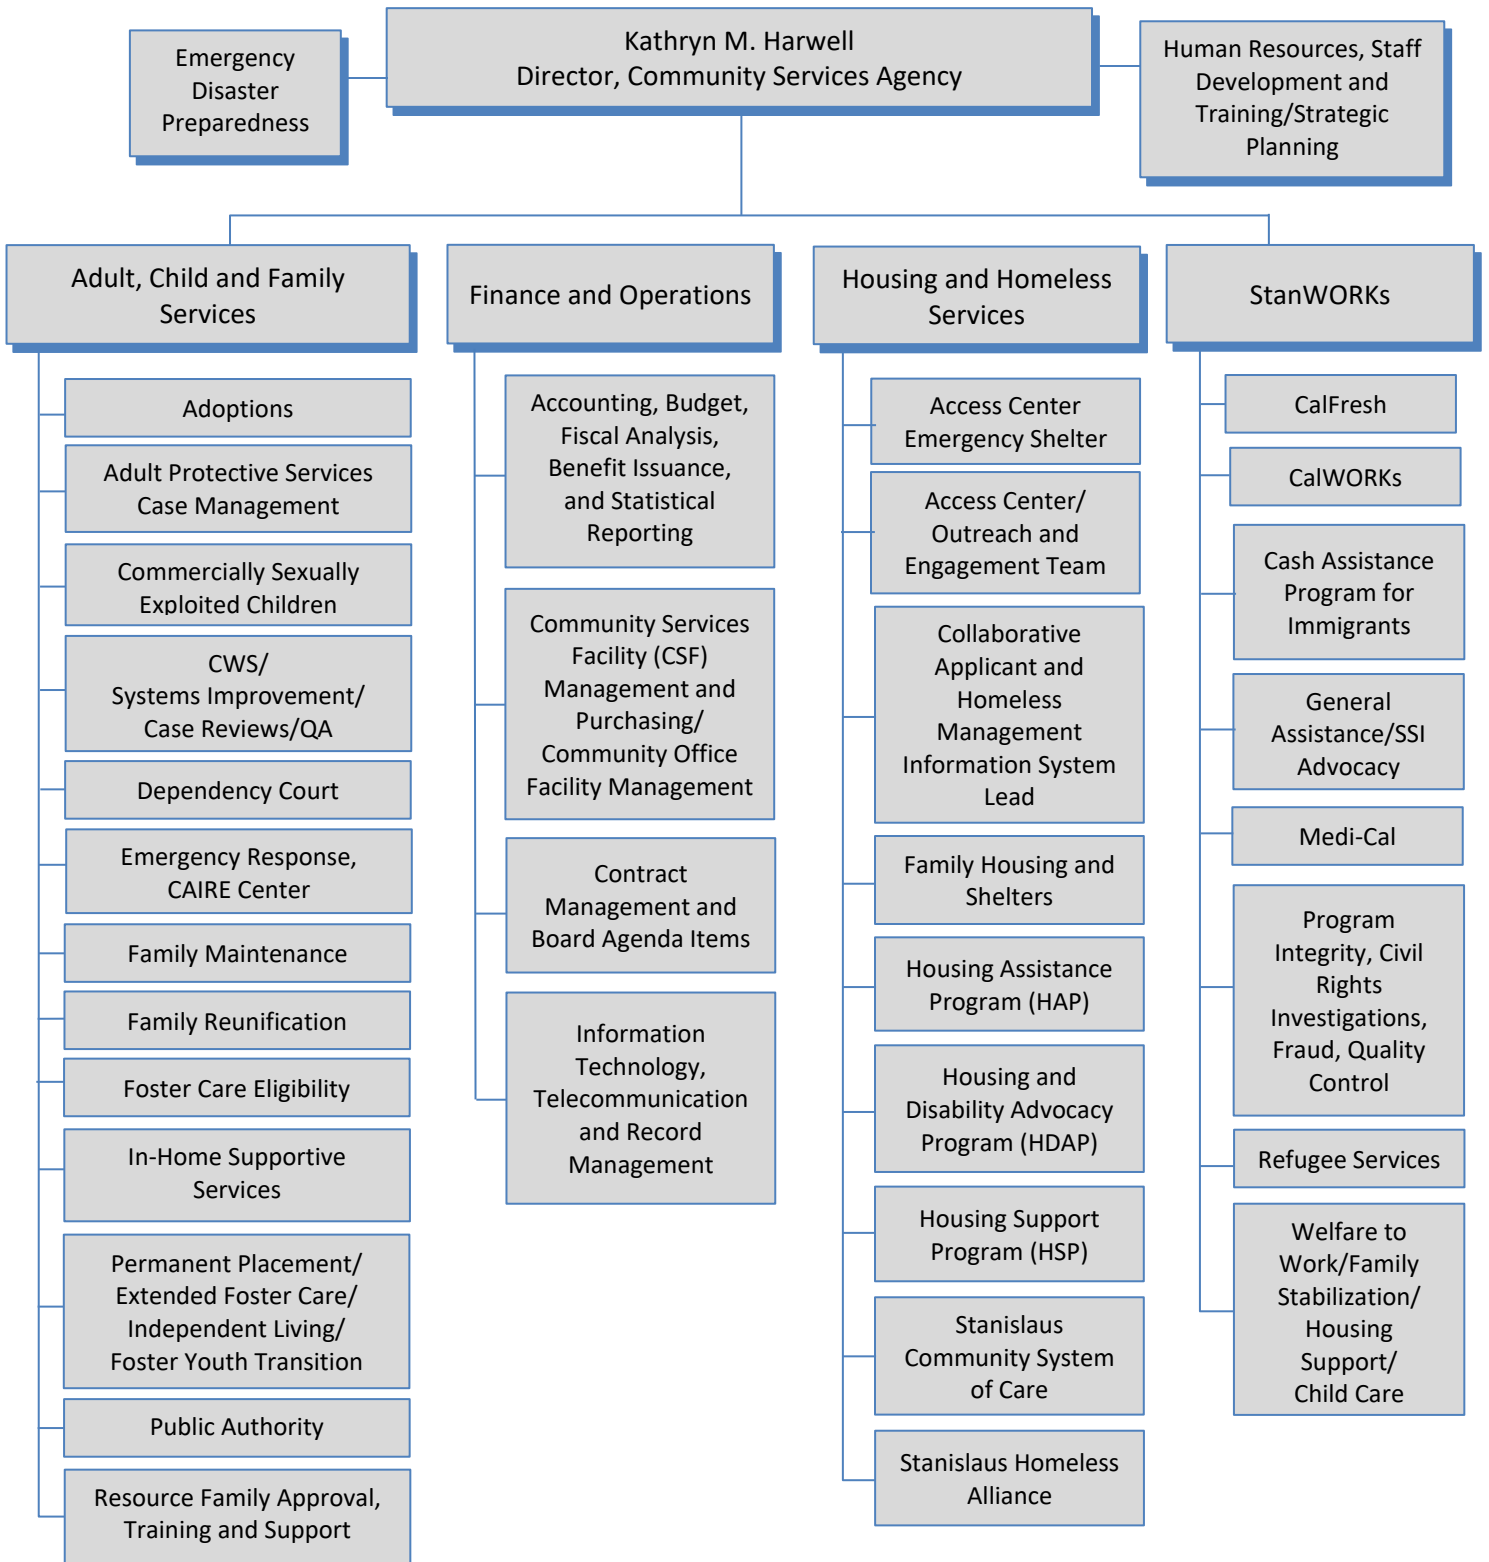 Kathryn M. Harwell
Director, Community Services Agency
Emergency
Disaster
Preparedness
Human Resources, Staff
Development and
Training/Strategic
Planning
Adult, Child and Family
Services
Adoptions
Adult Protective Services
Case Management
Commercially Sexually
Exploited Children
CWS/
Systems Improvement/
Case Reviews/QA
Dependency Court
Emergency Response,
CAIRE Center
Family Maintenance
Family Reunification
Foster Care Eligibility
In-Home Supportive
Services
Permanent Placement/
Extended Foster Care/
Independent Living/
Foster Youth Transition
Public Authority
Resource Family Approval,
Training and Support
Finance and Operations
Accounting, Budget,
Fiscal Analysis,
Benefit Issuance,
and Statistical
Reporting
Community Services
Facility (CSF)
Management and
Purchasing/
Community Office
Facility Management
Contract
Management and
Board Agenda Items
Information
Technology,
Telecommunication
and Record
Management
Housing and Homeless
Services
Access Center
Emergency Shelter
Access Center/
Outreach and
Engagement Team
Collaborative
Applicant and
Homeless
Management
Information System
Lead
Family Housing and
Shelters
Housing Assistance
Program (HAP)
Housing and
Disability Advocacy
Program (HDAP)
Housing Support
Program (HSP)
Stanislaus
Community System
of Care
Stanislaus Homeless
Alliance
StanWORKs
CalFresh
CalWORKs
Cash Assistance
Program for
Immigrants
General
Assistance/SSI
Advocacy
Medi-Cal
Program
Integrity, Civil
Rights
Investigations,
Fraud, Quality
Control
Refugee Services
Welfare to
Work/Family
Stabilization/
Housing
Support/
Child Care